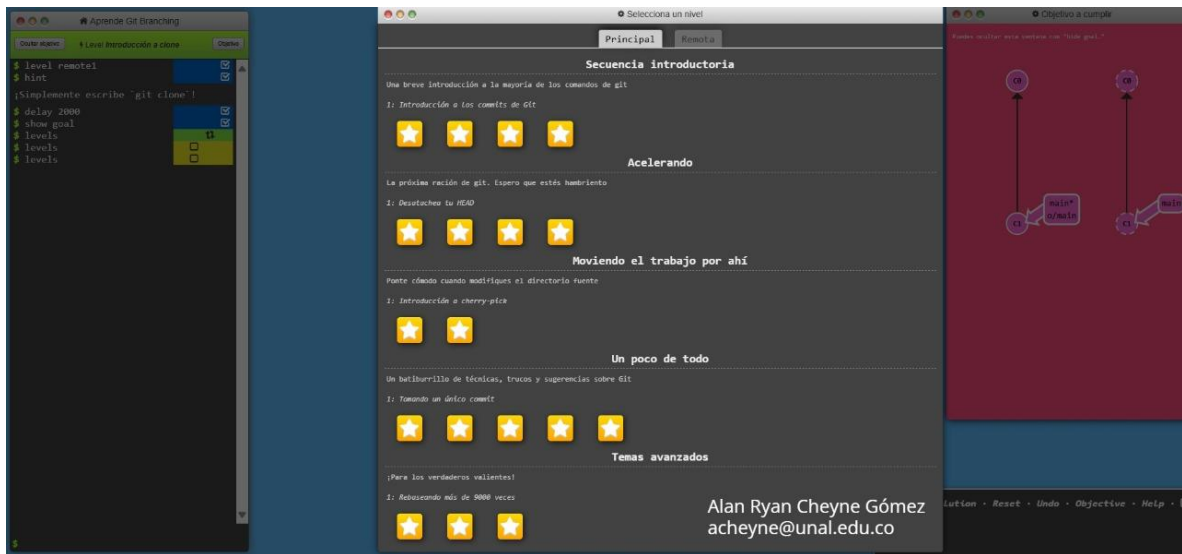 Aprende Git Branching
Level Introducción a clone
Objetivo
$ level remote1
$ hint
¡Simplemente escribe `git clone`!
$ delay 2000
$ show goal
$ levels
$ levels
$ levels
$
Selecciona un nivel
Principal
Remota
Secuencia introductoria
Una breve introducción a la mayoría de los comandos de git
1: Introducción a los commits de Git
Acelerando
La próxima ración de git. Espero que estés hambriento
1: Desatachea tu HEAD
Moviendo el trabajo por ahí
Ponte cómodo cuando modifiques el directorio fuente
1: Introducción a cherry-pick
Un poco de todo
Un batiburrillo de técnicas, trucos y sugerencias sobre Git
1: Tomando un único commit
Temas avanzados
¡Para los verdaderos valientes!
1: Rebaseando más de 9000 veces
Alan Ryan Cheyne Gómez
acheyne@unal.edu.co
Objetivo a cumplir
Puedes ocultar esta ventana con "hide goal."
C0
C0
main*
o/main
main
C1
C1
lution · Reset · Undo · Objective · Help ·